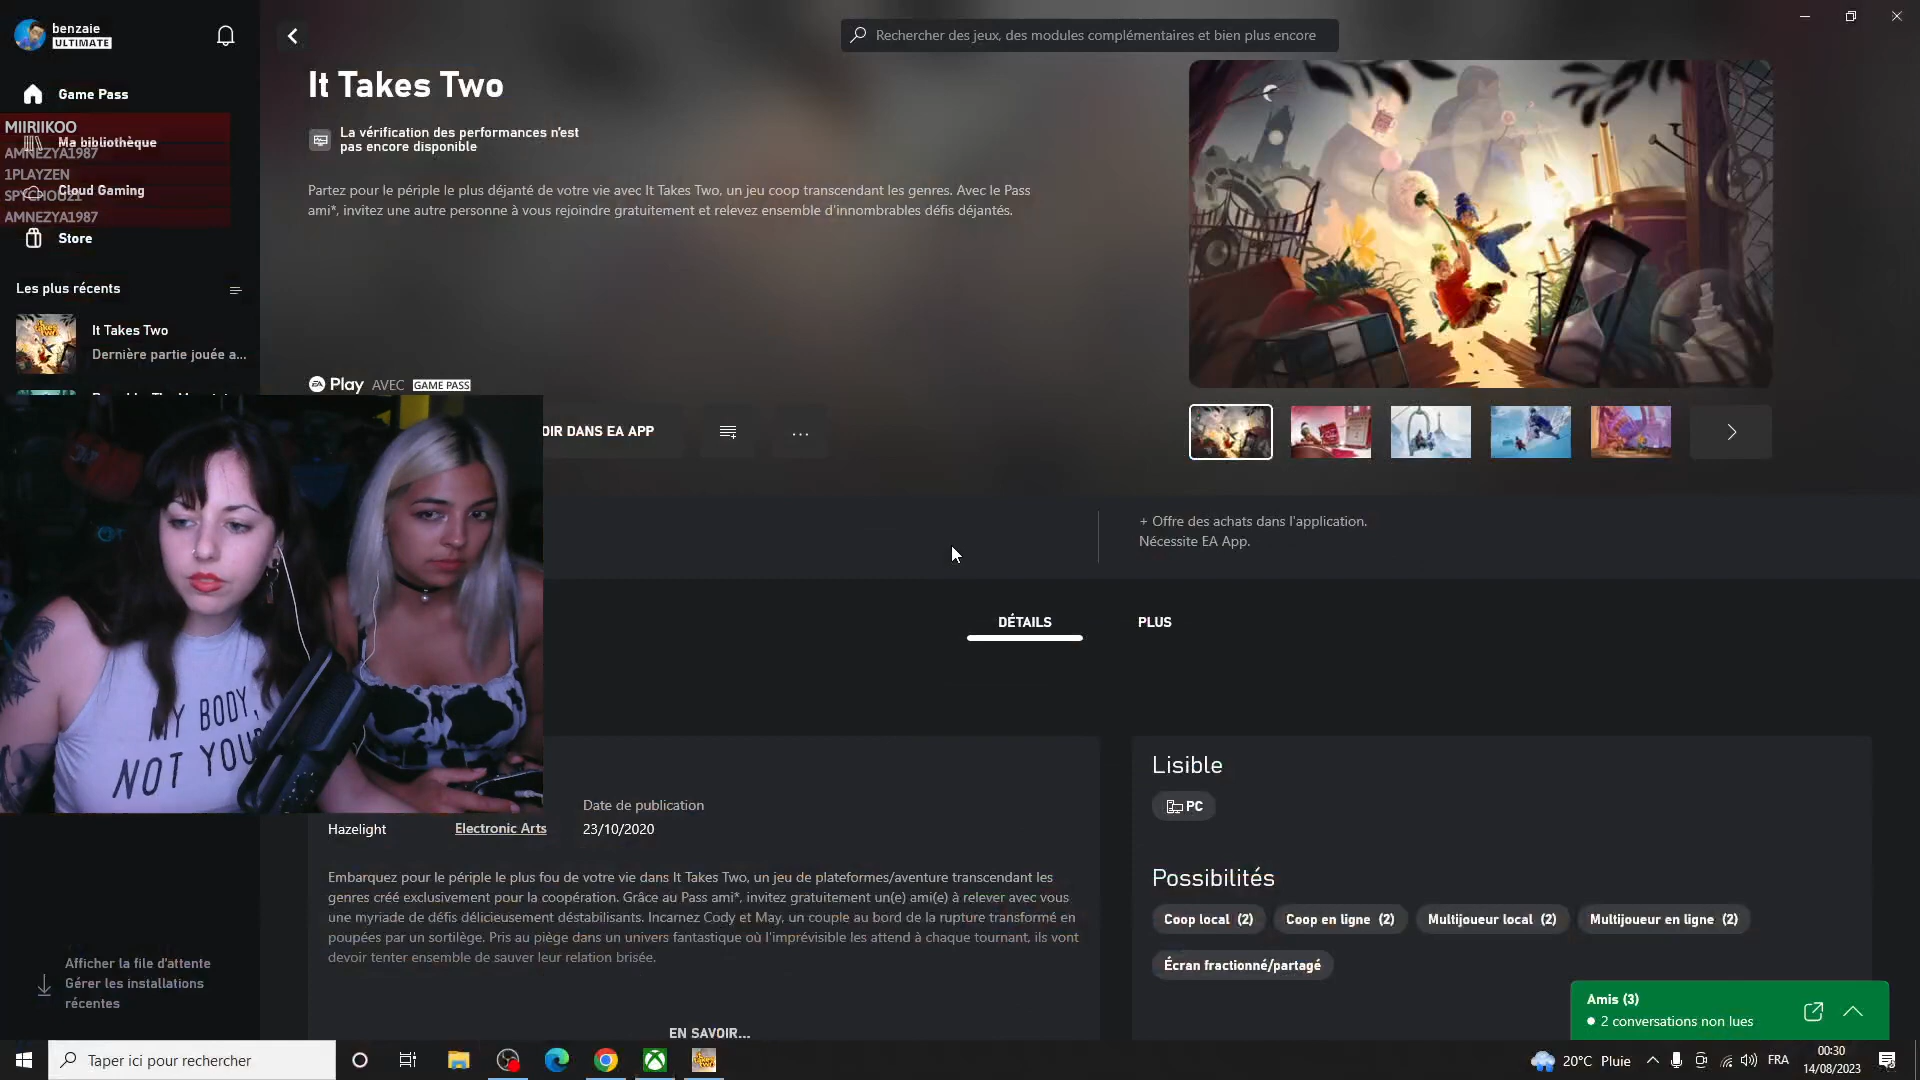 benzaie
ULTIMATE
Rechercher des jeux, des modules complémentaires et bien plus encore
Game Pass
MIIRIIKOO
Ma bibliothèque
AMNEZYA1987
1PLAYZEN
Cloud Gaming
SPYCHOU21
AMNEZYA1987
Store
Les plus récents
It Takes Two
Dernière partie jouée a...
It Takes Two
La vérification des performances n'est
pas encore disponible
Partez pour le périple le plus déjanté de votre vie avec It Takes Two, un jeu coop transcendant les genres. Avec le Pass
ami*, invitez une autre personne à vous rejoindre gratuitement et relevez ensemble d'innombrables défis déjantés.
EA Play AVEC GAME PASS
OIR DANS EA APP
...
+ Offre des achats dans l'application.
Nécessite EA App.
DÉTAILS
PLUS
MY BODY,
NOT YOU
Date de publication
Hazelight
Electronic Arts
23/10/2020
Embarquez pour le périple le plus fou de votre vie dans It Takes Two, un jeu de plateformes/aventure transcendant les
genres créé exclusivement pour la coopération. Grâce au Pass ami*, invitez gratuitement un(e) ami(e) à relever avec vous
une myriade de défis délicieusement déstabilisants. Incarnez Cody et May, un couple au bord de la rupture transformé en
poupées par un sortilège. Pris au piège dans un univers fantastique où l'imprévisible les attend à chaque tournant, ils vont
devoir tenter ensemble de sauver leur relation brisée.
EN SAVOIR...
Lisible
PC
Possibilités
Coop local (2)
Coop en ligne (2)
Multijoueur local (2)
Multijoueur en ligne (2)
Écran fractionné/partagé
Amis (3)
2 conversations non lues
Afficher la file d'attente
Gérer les installations
récentes
Taper ici pour rechercher
20°C Pluie
FRA
00:30
14/08/2023